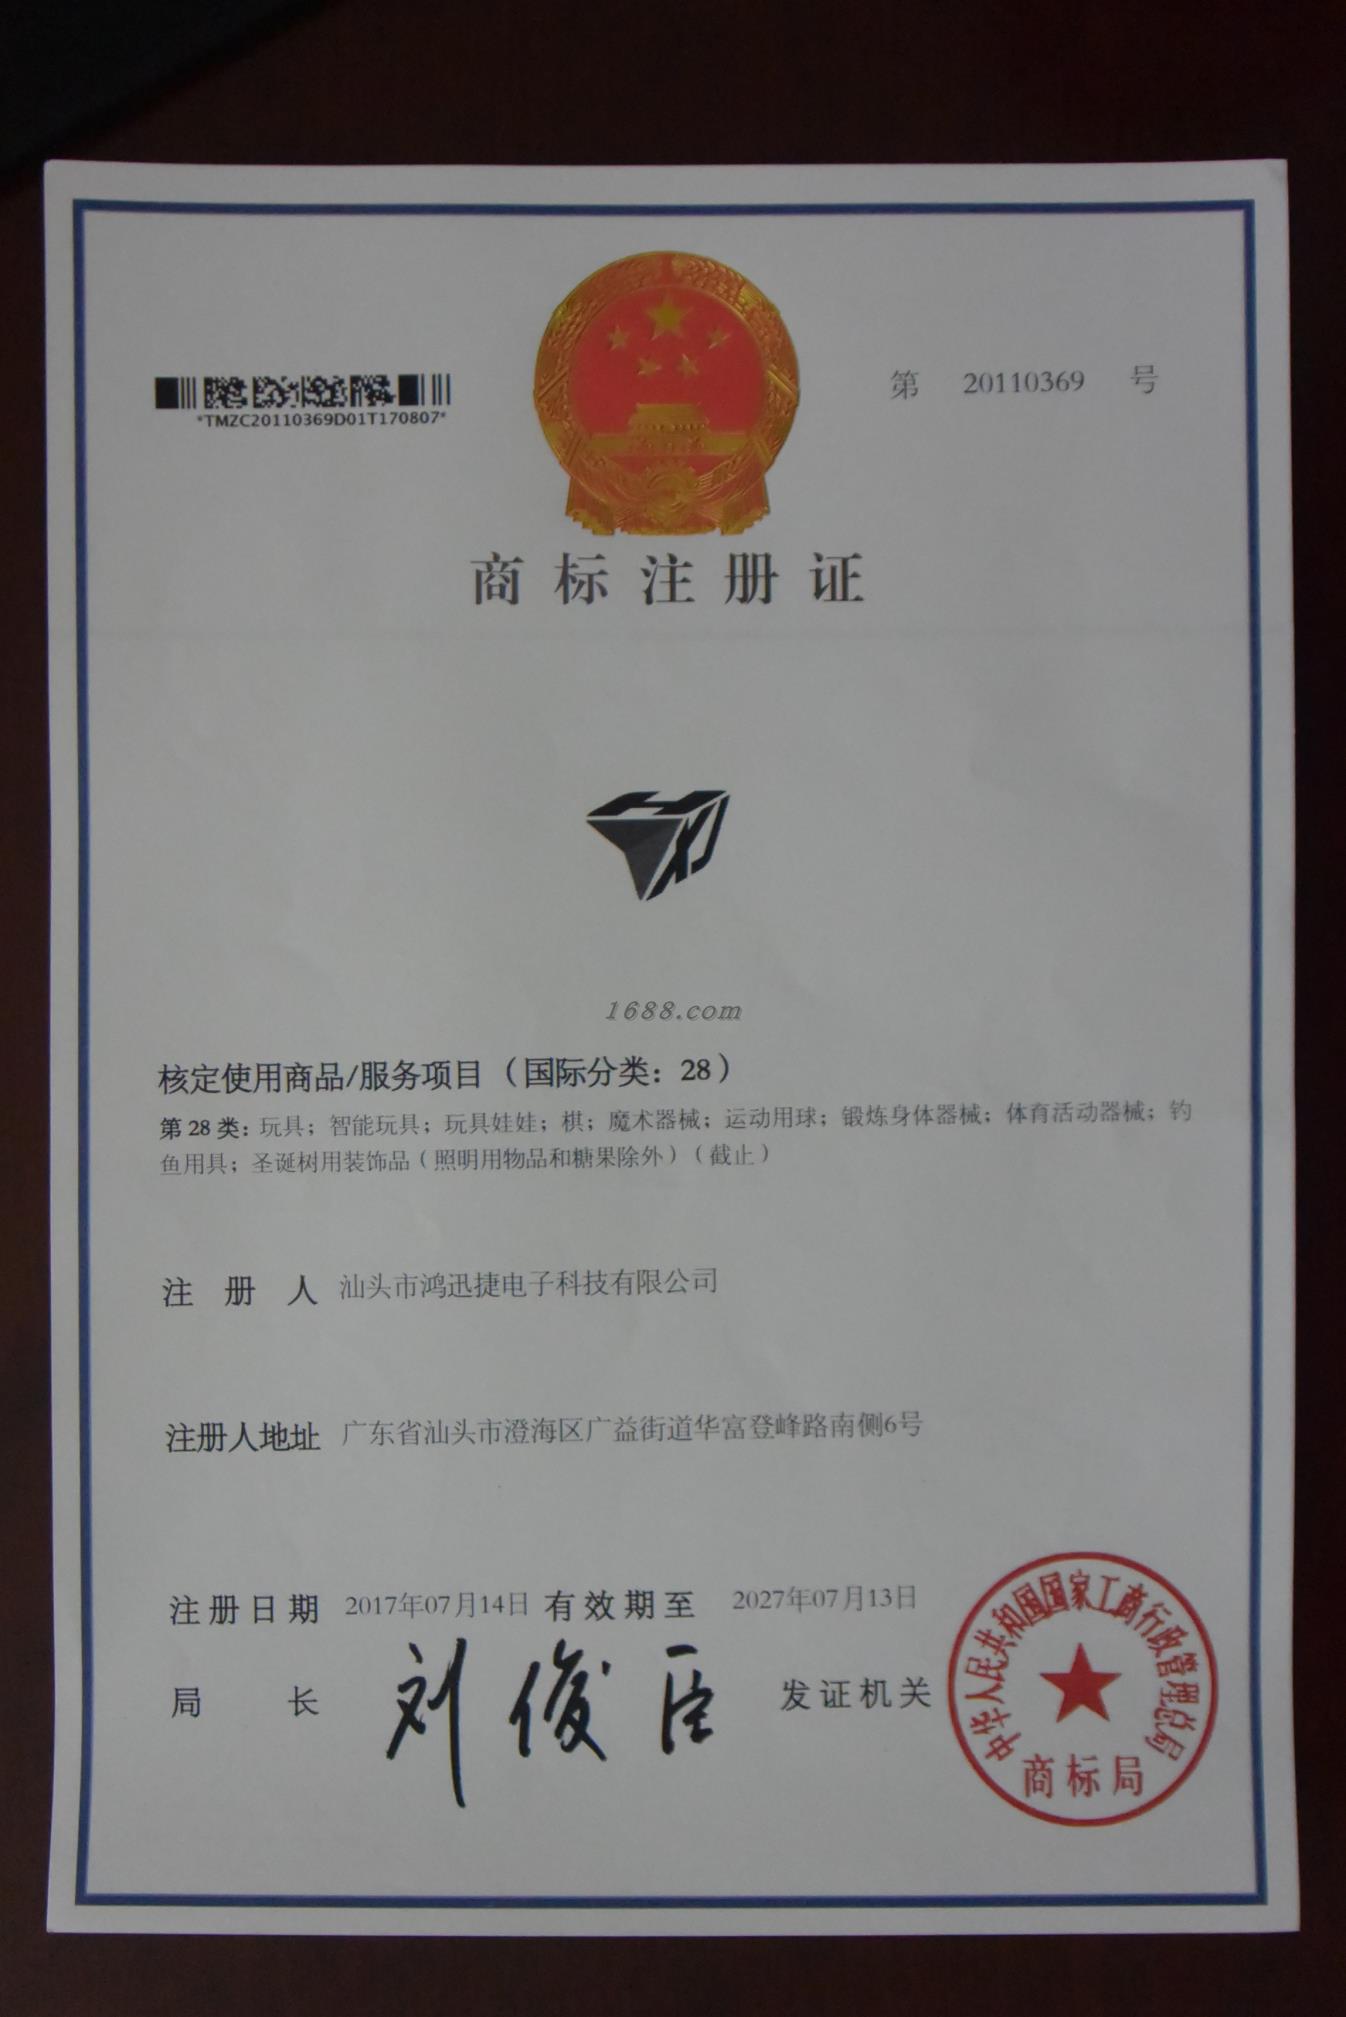 第 20110369 号
*TMZC20110369D01T170807*
商标注册证
HXJ
1688.com
核定使用商品/服务项目（国际分类：28）
第28类：玩具；智能玩具；玩具娃娃；棋；魔术器械；运动用球；锻炼身体器械；体育活动器械；钓
鱼用具；圣诞树用装饰品（照明用物品和糖果除外）（截止）
注册人 汕头市鸿迅捷电子科技有限公司
注册人地址 广东省汕头市澄海区广益街道华富登峰路南侧6号
注册日期 2017年07月14日 有效期至 2027年07月13日
局长 刘俊臣 发证机关
中华人民共和国国家工商行政管理总局
商标局